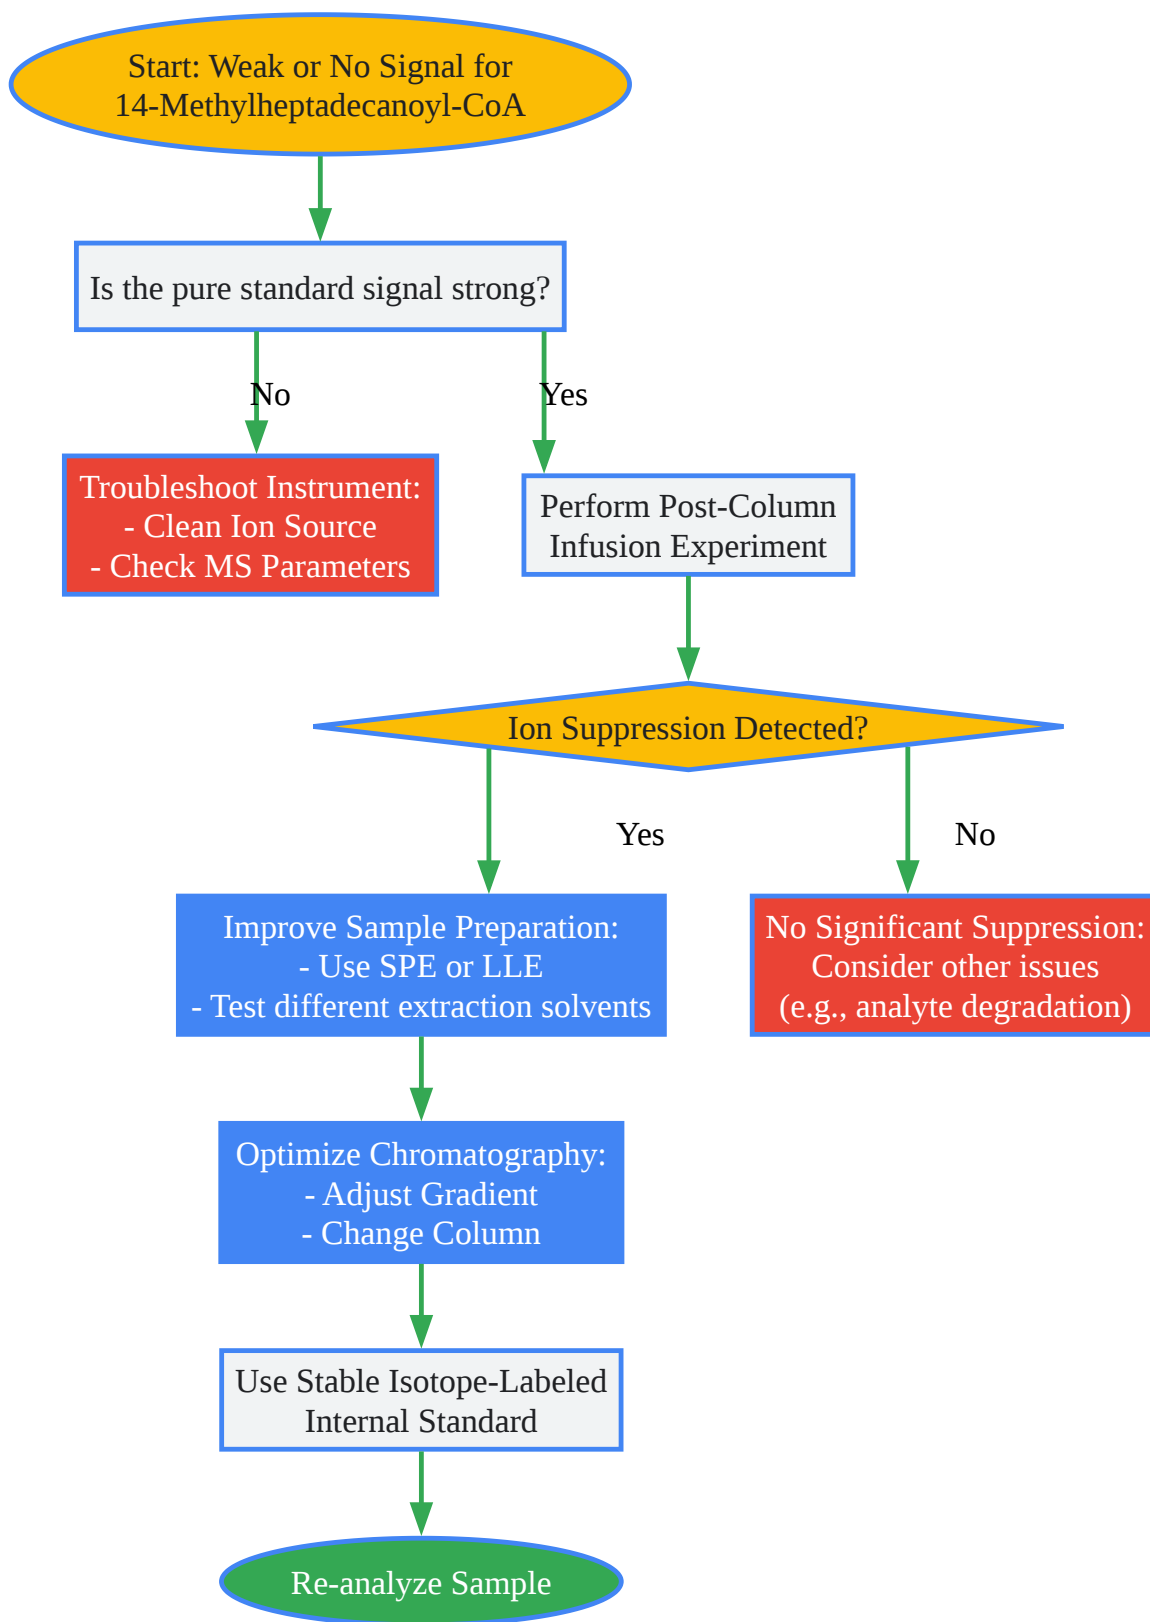 Start: Weak or No Signal for
14-Methylheptadecanoyl-CoA
Is the pure standard signal strong?
No
Yes
Troubleshoot Instrument:
- Clean Ion Source
- Check MS Parameters
Perform Post-Column
Infusion Experiment
Ion Suppression Detected?
Yes
No
Improve Sample Preparation:
- Use SPE or LLE
- Test different extraction solvents
No Significant Suppression:
Consider other issues
(e.g., analyte degradation)
Optimize Chromatography:
- Adjust Gradient
- Change Column
Use Stable Isotope-Labeled
Internal Standard
Re-analyze Sample